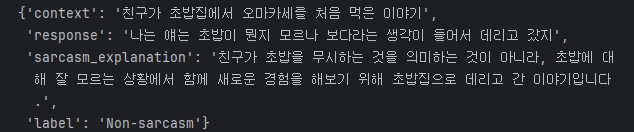 {'context': '친구가 초밥집에서 오마카세를 처음 먹은 이야기',
'response': '나는 얘는 초밥이 뭔지 모르나 보다라는 생각이 들어서 데리고 갔지',
'sarcasm_explanation': '친구가 초밥을 무시하는 것을 의미하는 것이 아니라, 초밥에 대
해 잘 모르는 상황에서 함께 새로운 경험을 해보기 위해 초밥집으로 데리고 간 이야기입니다
.',
'label': 'Non-sarcasm'}